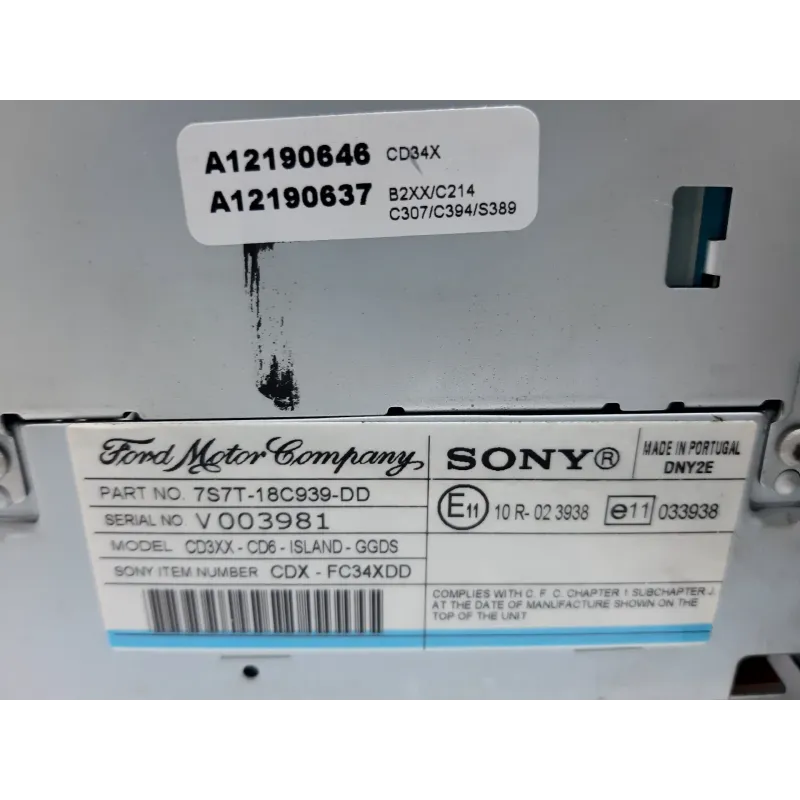 A12190646 CD34X
A12190637 B2XX/C214
C307/C394/S389
Ford Motor Company
SONY®
MADE IN PORTUGAL
DNY2E
PART NO. 7S7T-18C939-DD
SERIAL NO. V003981
MODEL CD3XX - CD6 - ISLAND - GGDS
SONY ITEM NUMBER CDX - FC34XDD
E11 10 R- 02 3938 e11 033938
COMPLIES WITH C. F. C. CHAPTER 1 SUBCHAPTER J.
AT THE DATE OF MANUFACTURE SHOWN ON THE
TOP OF THE UNIT